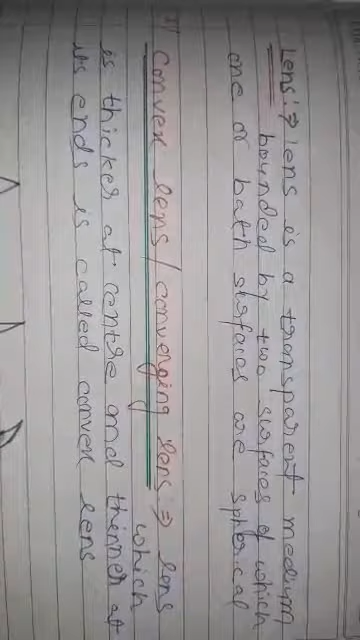 Lens:⇒ lens is a transparent medium
bounded by two surfaces of which
one or both surfaces are spherical
1) Convex lens / converging lens ⇒ lens
which
is thicker at centre and thinner at
its ends is called convex lens